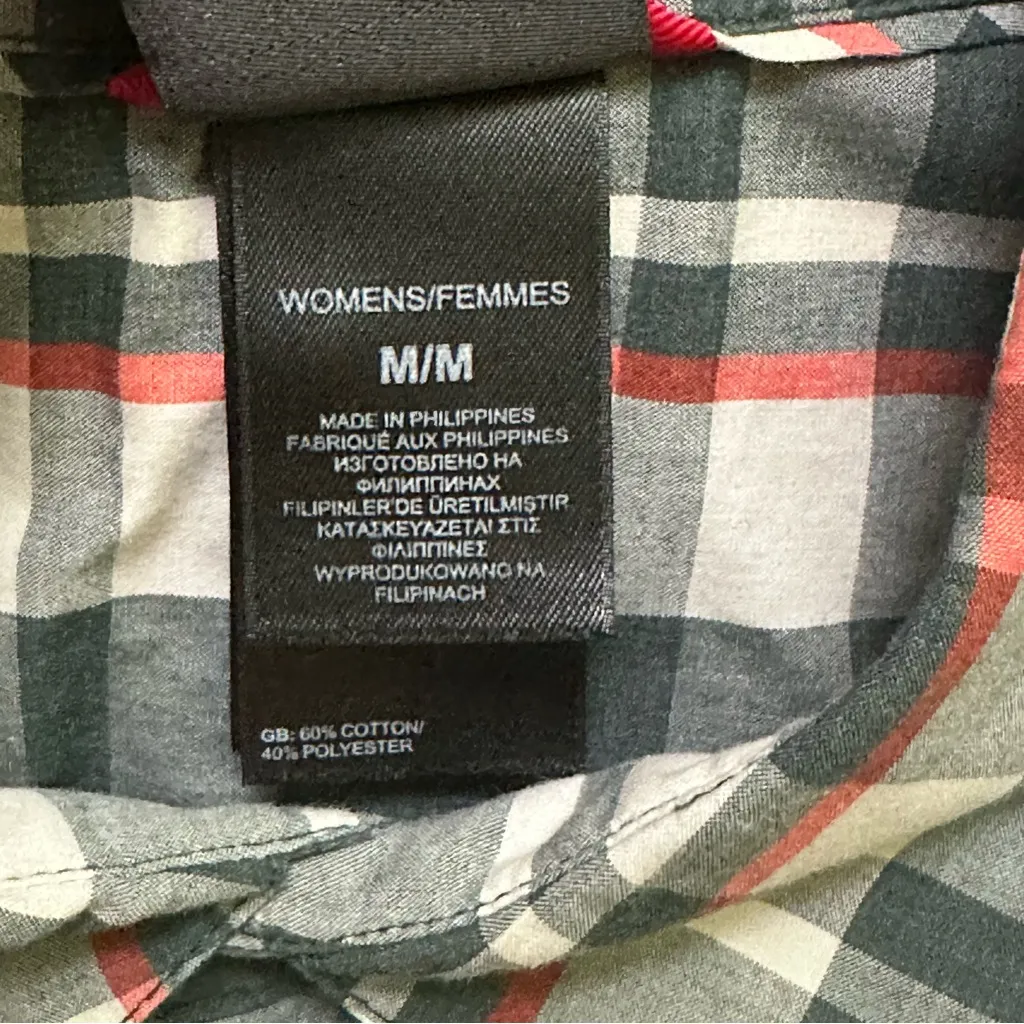 WOMENS/FEMMES
M/M
MADE IN PHILIPPINES
FABRIQUÉ AUX PHILIPPINES
ИЗГОТОВЛЕНО НА
ФИЛИППИНАХ
FILIPINLER'DE ÜRETILMIŞTIR
ΚΑΤΑΣΚΕΥΑΖΕΤΑΙ ΣΤΙΣ
ΦΙΛΙΠΠΙΝΕΣ
WYPRODUKOWANO NA
FILIPINACH
GB: 60% COTTON/
40% POLYESTER